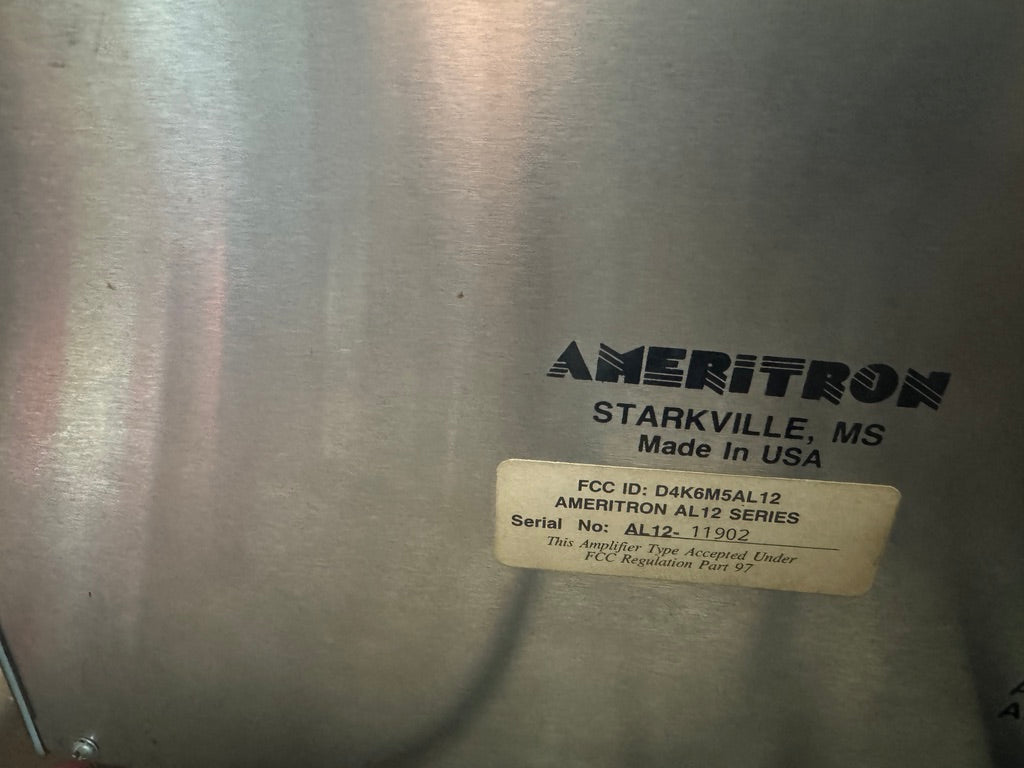 AMERITRON
STARKVILLE, MS
Made In USA
FCC ID: D4K6M5AL12
AMERITRON AL12 SERIES
Serial No: AL12- 11902
This Amplifier Type Accepted Under
FCC Regulation Part 97